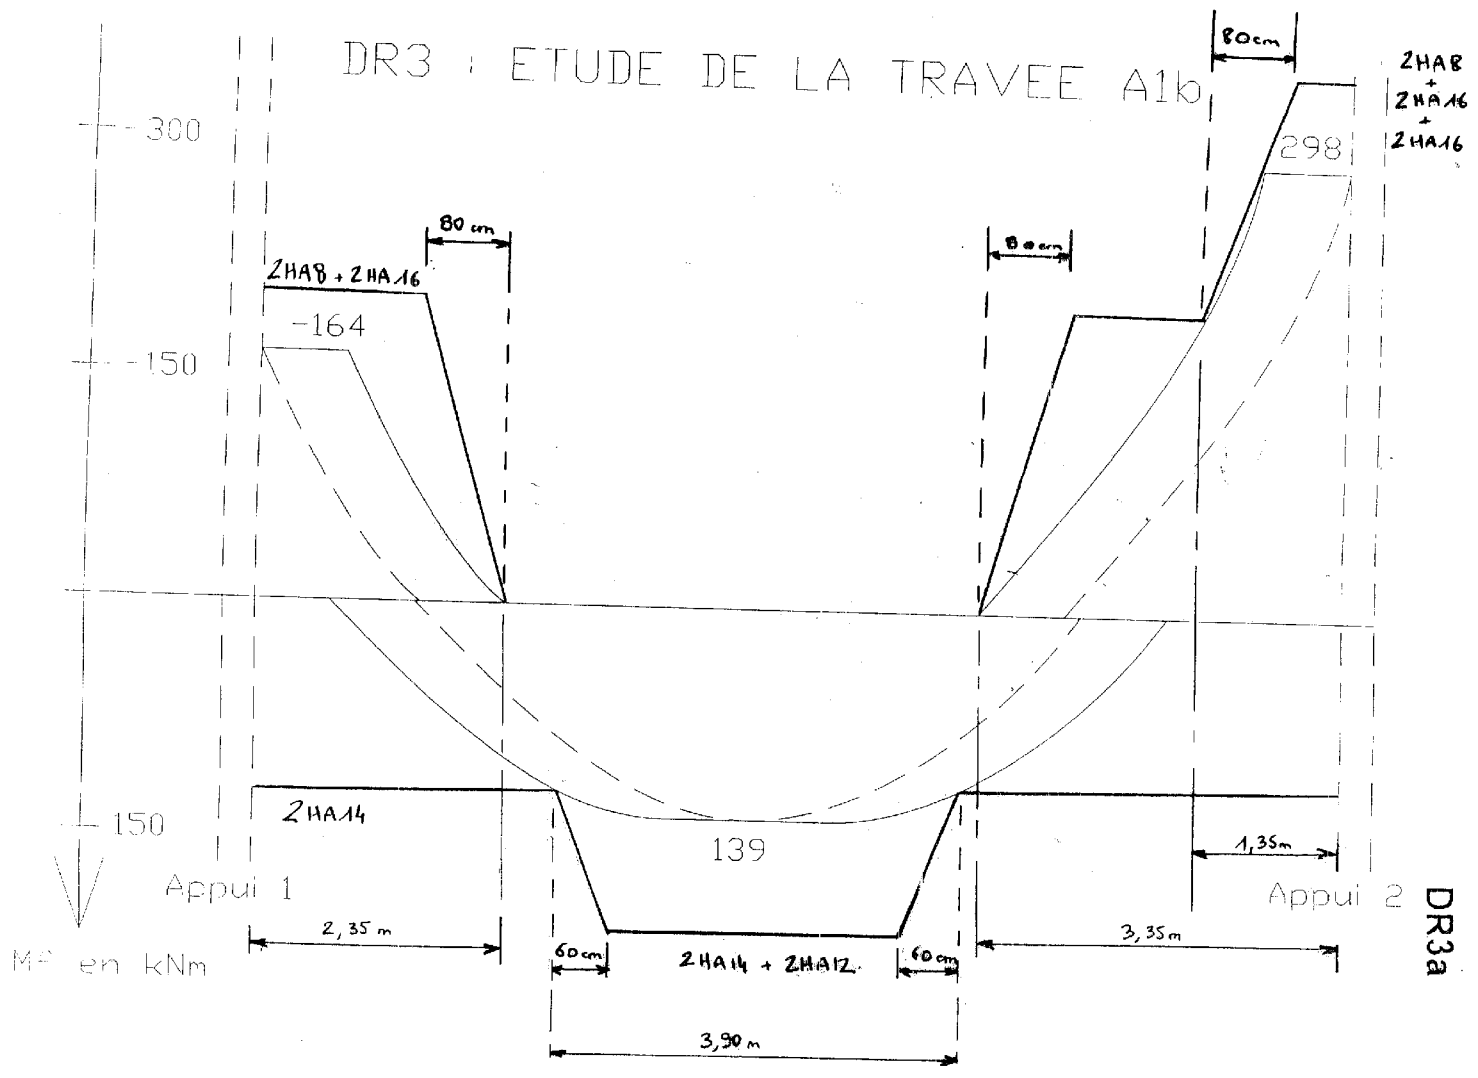 DR3 : ETUDE DE LA TRAVEE A1b
80cm
2HA8
+
2HA16
+
2HA16
-300
298
80 cm
80cm
2HA8 + 2HA16
-164
-150
2HA14
150
139
1,35m
Appui 1
Appui 2
2,35 m
3,35m
60cm
2HA14 + 2HA12
60cm
en kNm
3,90 m
DR3a